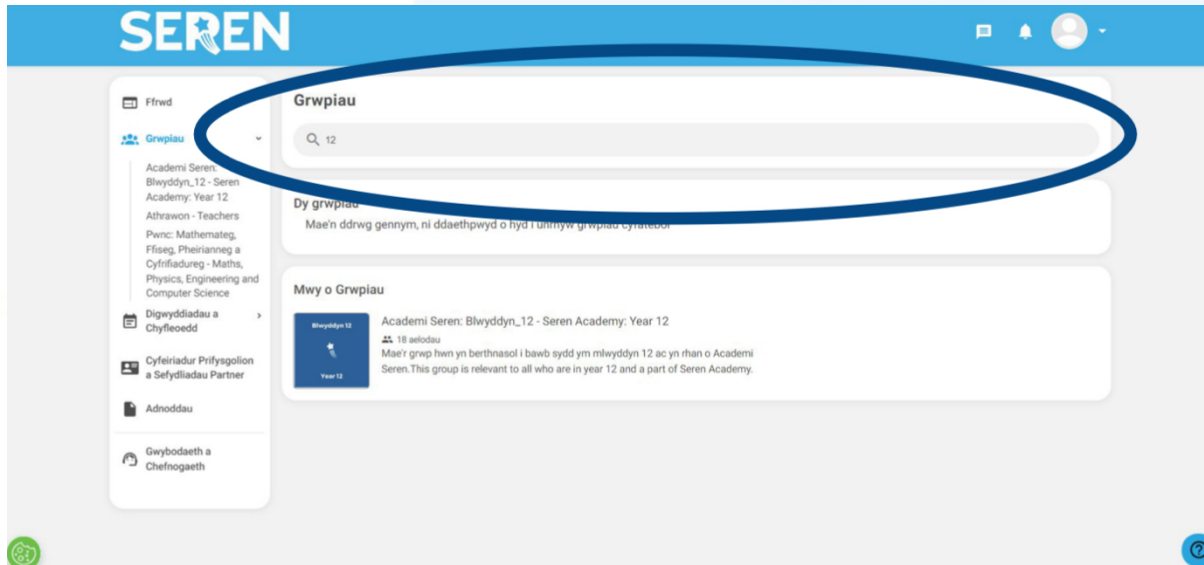 SEREN
Ffrwd
Grwpiau
Academi Seren:
Blwyddyn_12 - Seren
Academy: Year 12
Athrawon - Teachers
Pwnc: Mathemateg,
Ffiseg, Pheirianneg a
Cyfrifiadureg - Maths,
Physics, Engineering and
Computer Science
Digwyddiadau a
Chyfleoedd
Cyfeiriadur Prifysgolion
a Sefydliadau Partner
Adnoddau
Gwybodaeth a
Chefnogaeth
Grwpiau
12
Dy grwpiau
Mae'n ddrwg gennym, ni ddaethpwyd o hyd i unrhyw grwpiau cyfatebol
Mwy o Grwpiau
Blwyddyn 12
Year 12
Academi Seren: Blwyddyn_12 - Seren Academy: Year 12
18 aelodau
Mae'r grwp hwn yn berthnasol i bawb sydd ym mlwyddyn 12 ac yn rhan o Academi
Seren.This group is relevant to all who are in year 12 and a part of Seren Academy.